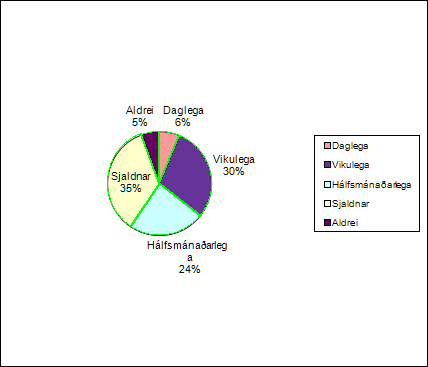 Aldrei
5%
Daglega
6%
Vikulega
30%
Sjaldnar
35%
Hálfsmánaðarleg
a
24%
Daglega
Vikulega
Hálfsmánaðarlega
Sjaldnar
Aldrei